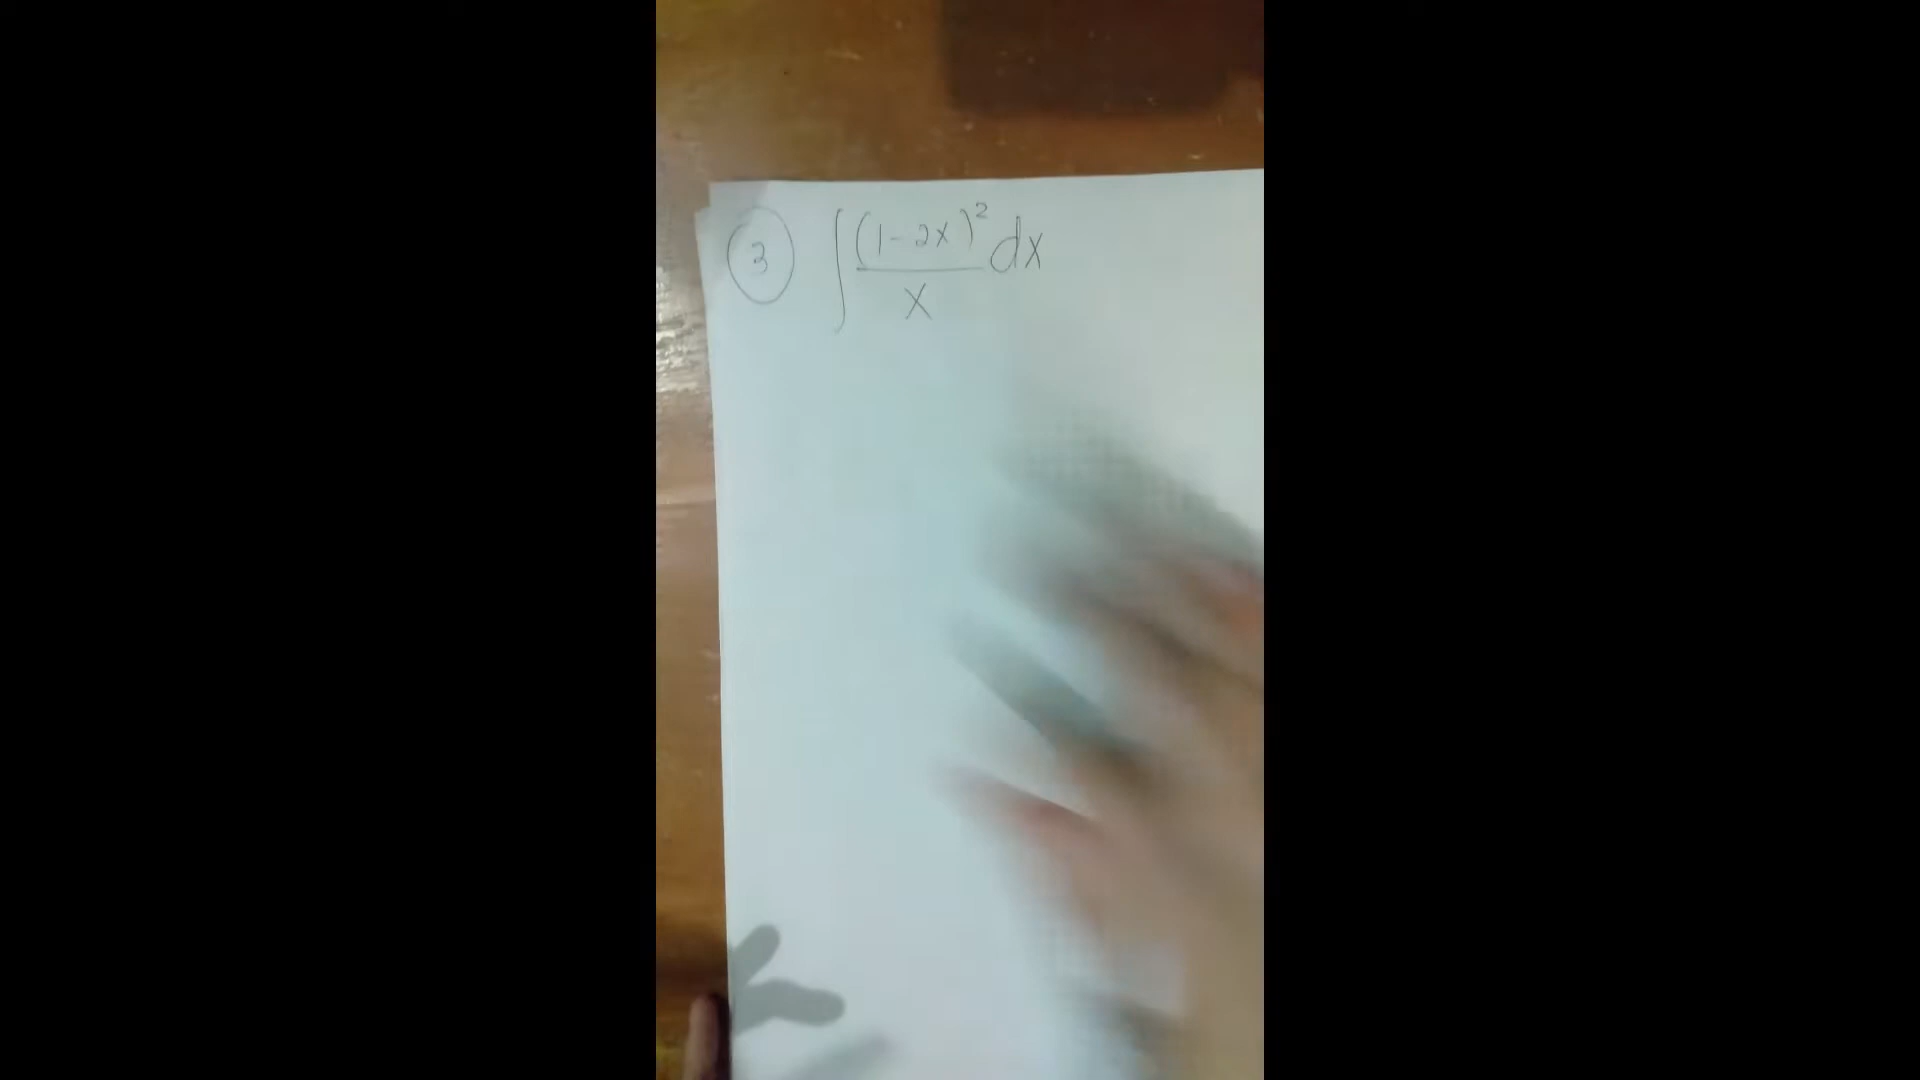 ③ ∫ (1-2x)² / x dx